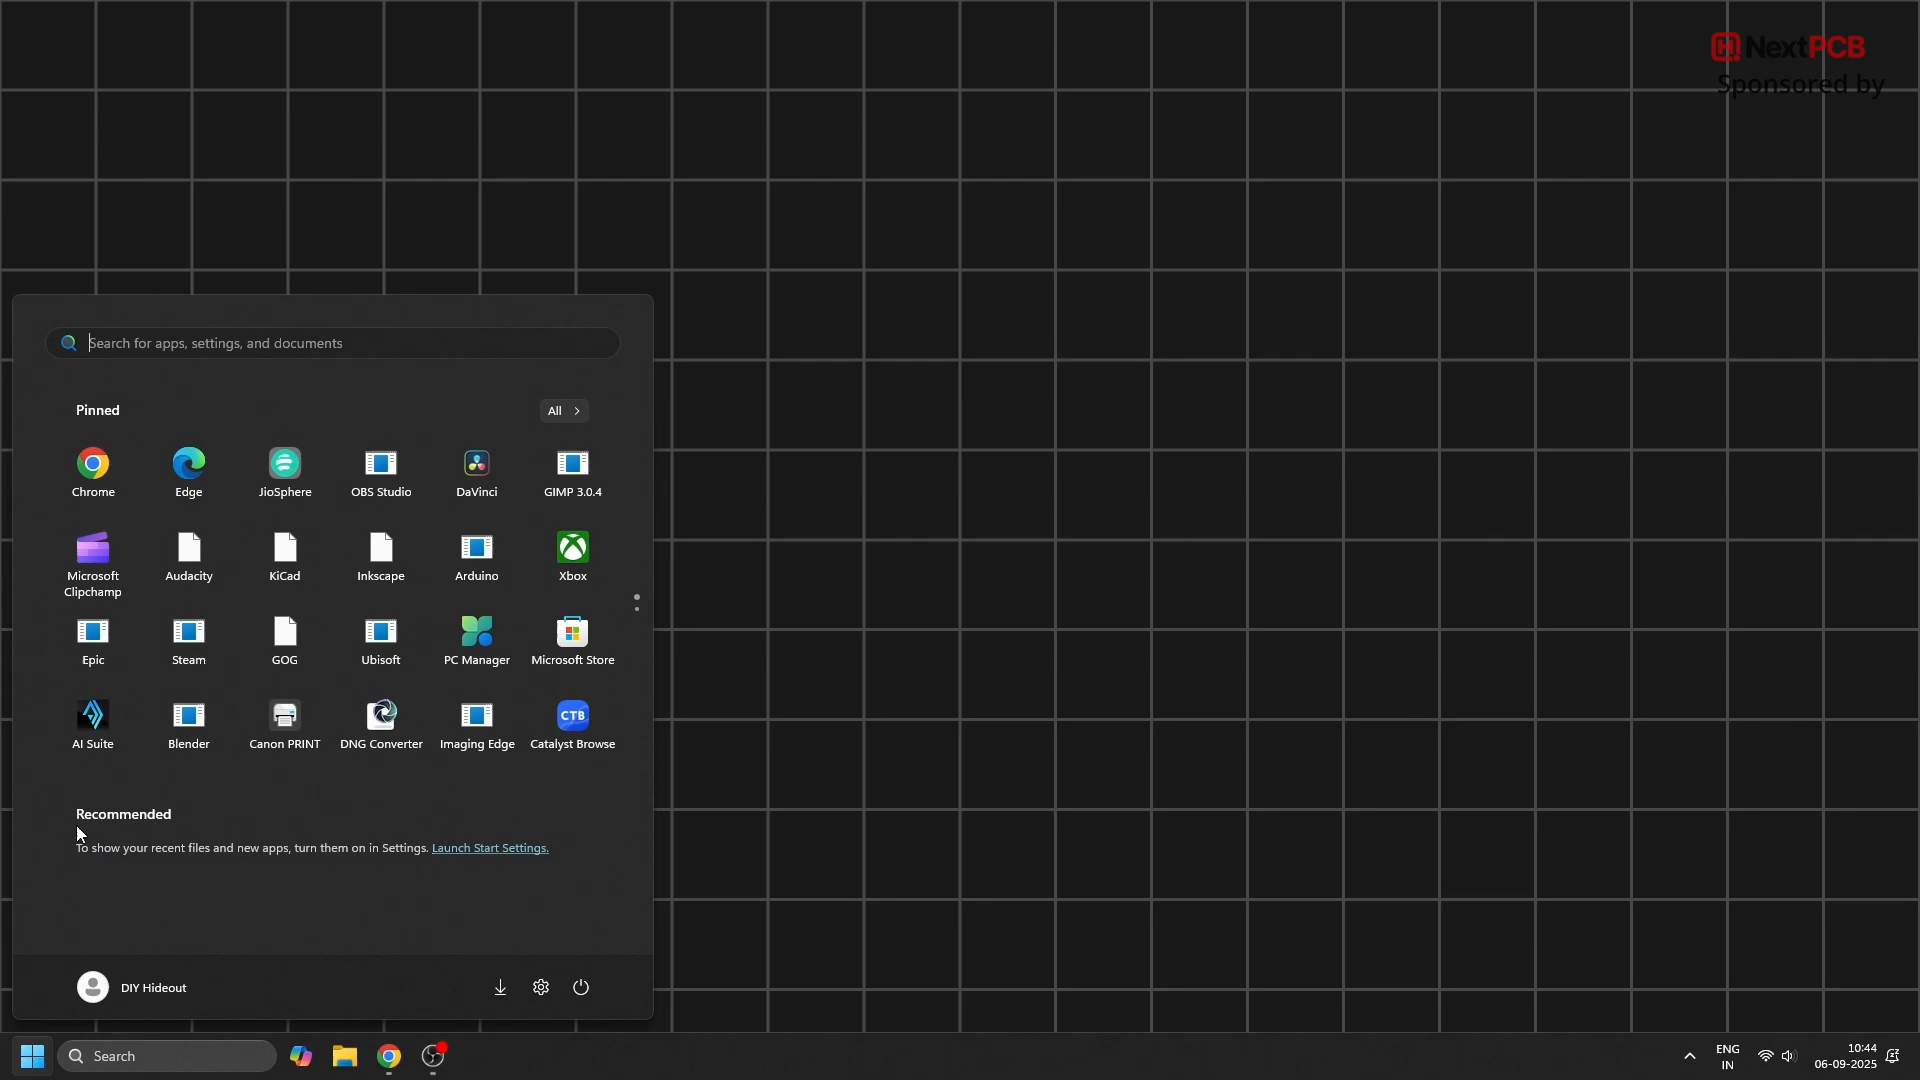 NextPCB
Sponsored by
Search for apps, settings, and documents
Pinned
All
Chrome
Edge
JioSphere
OBS Studio
DaVinci
GIMP 3.0.4
Microsoft Clipchamp
Audacity
KiCad
Inkscape
Arduino
Xbox
Epic
Steam
GOG
Ubisoft
PC Manager
Microsoft Store
AI Suite
Blender
Canon PRINT
DNG Converter
Imaging Edge
CTB
Catalyst Browse
Recommended
To show your recent files and new apps, turn them on in Settings. Launch Start Settings.
DIY Hideout
Search
ENG
IN
10:44
06-09-2025